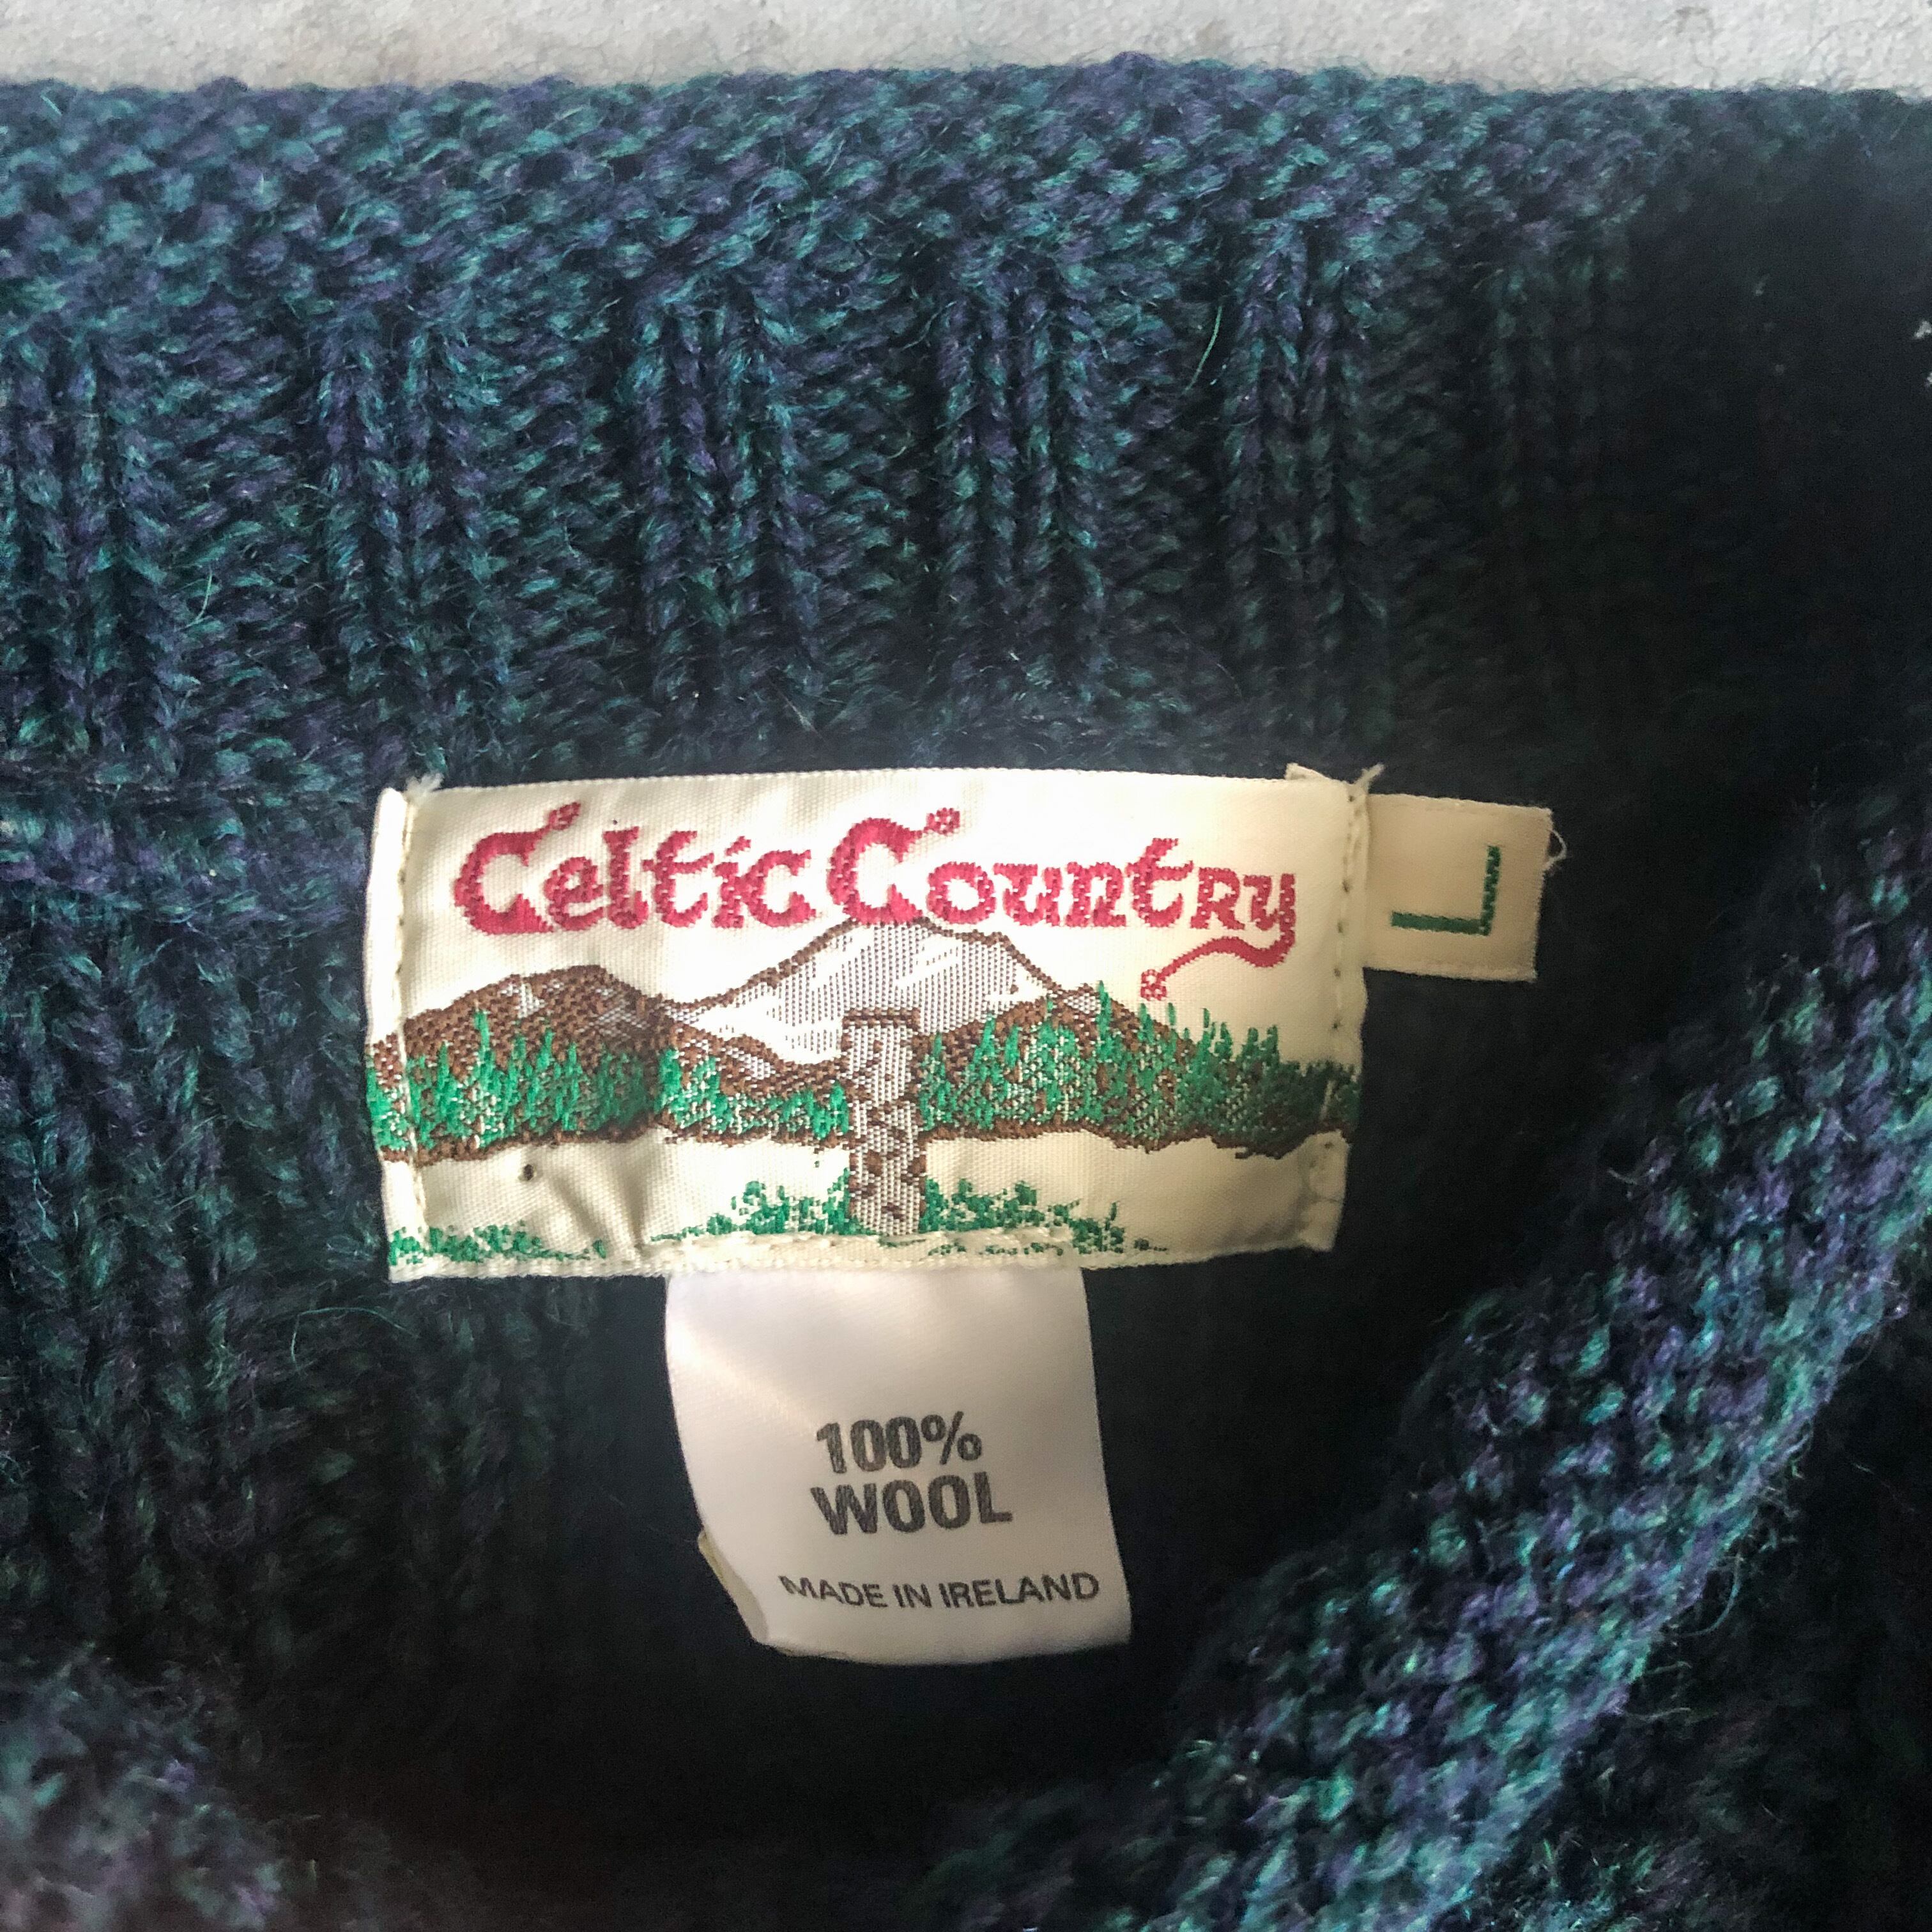 Celtic Country
L
100%
WOOL
MADE IN IRELAND